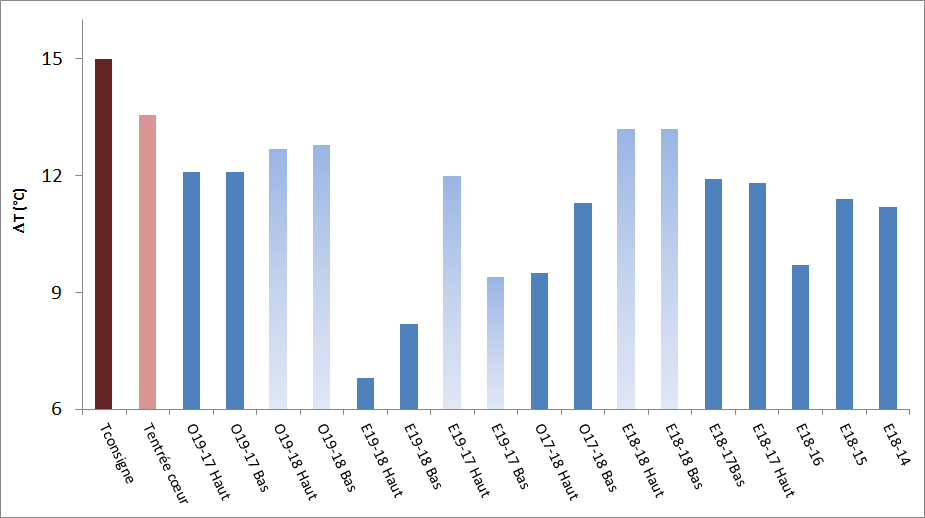 15
12
9
6
ΔT (°C)
Tconsigne
Tentrée cœur
O19-17 Haut
O19-17 Bas
O19-18 Haut
O19-18 Bas
E19-18 Haut
E19-18 Bas
E19-17 Haut
E19-17 Bas
O17-18 Haut
O17-18 Bas
E18-18 Haut
E18-18 Bas
E18-17Bas
E18-17 Haut
E18-16
E18-15
E18-14